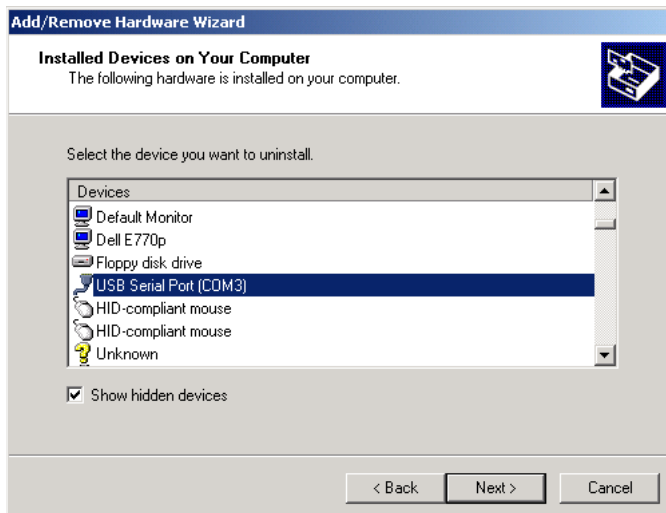 Add/Remove Hardware Wizard
Installed Devices on Your Computer
The following hardware is installed on your computer.
Select the device you want to uninstall.
Devices
Default Monitor
Dell E770p
Floppy disk drive
USB Serial Port (COM3)
HID-compliant mouse
HID-compliant mouse
Unknown
Show hidden devices
< Back Next > Cancel